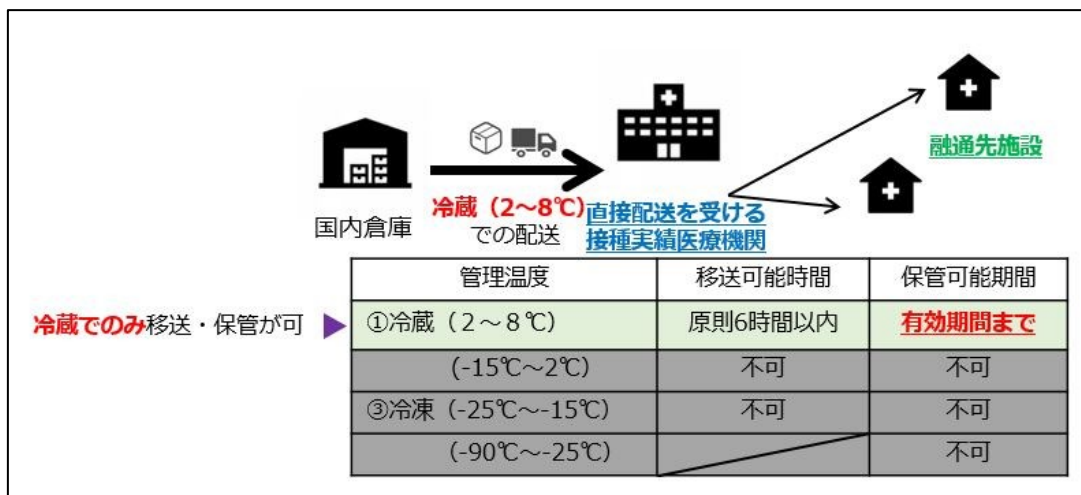 融通先施設
国内倉庫
冷蔵（2～8℃）
での配送
直接配送を受ける
接種実績医療機関
管理温度 移送可能時間 保管可能期間
冷蔵でのみ移送・保管が可
①冷蔵（2～8℃） 原則6時間以内 有効期間まで
(-15℃～2℃) 不可 不可
③冷凍（-25℃～-15℃） 不可 不可
(-90℃～-25℃) 不可